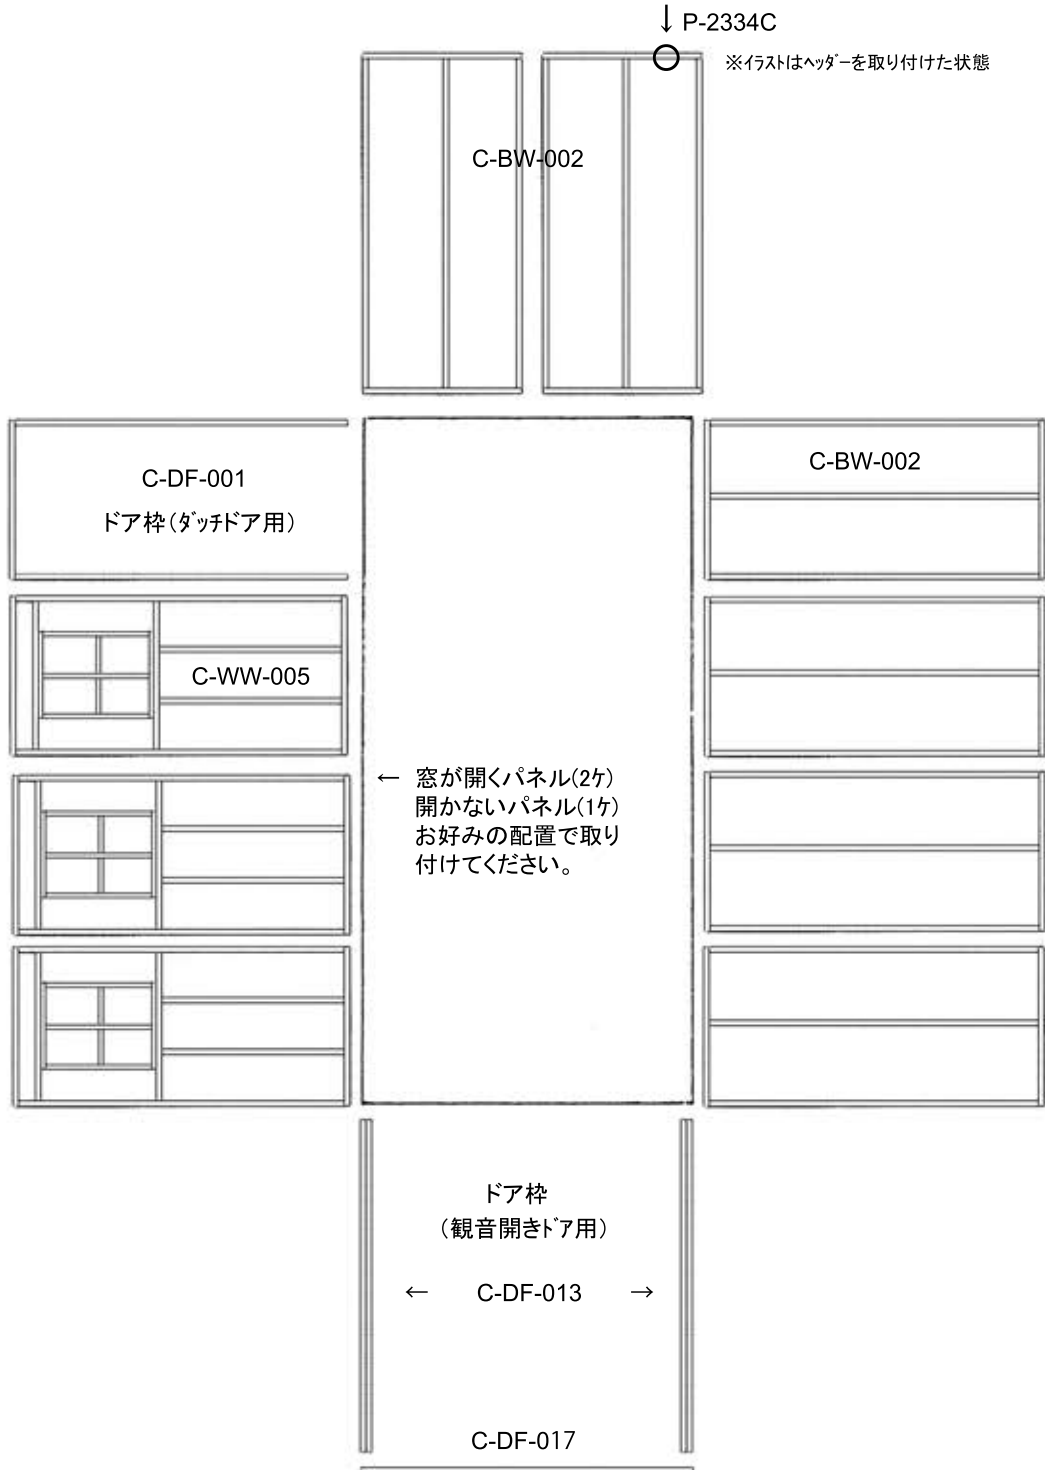 ↓ P-2334C
※ｲﾗｽﾄはﾍｯﾀﾞｰを取り付けた状態
C-BW-002
C-DF-001
ドア枠(ﾀﾞｯﾁドア用)
C-BW-002
C-WW-005
← 窓が開くパネル(2ケ)
開かないパネル(1ケ)
お好みの配置で取り
付けてください。
ドア枠
(観音開きﾄﾞｱ用)
← C-DF-013 →
C-DF-017